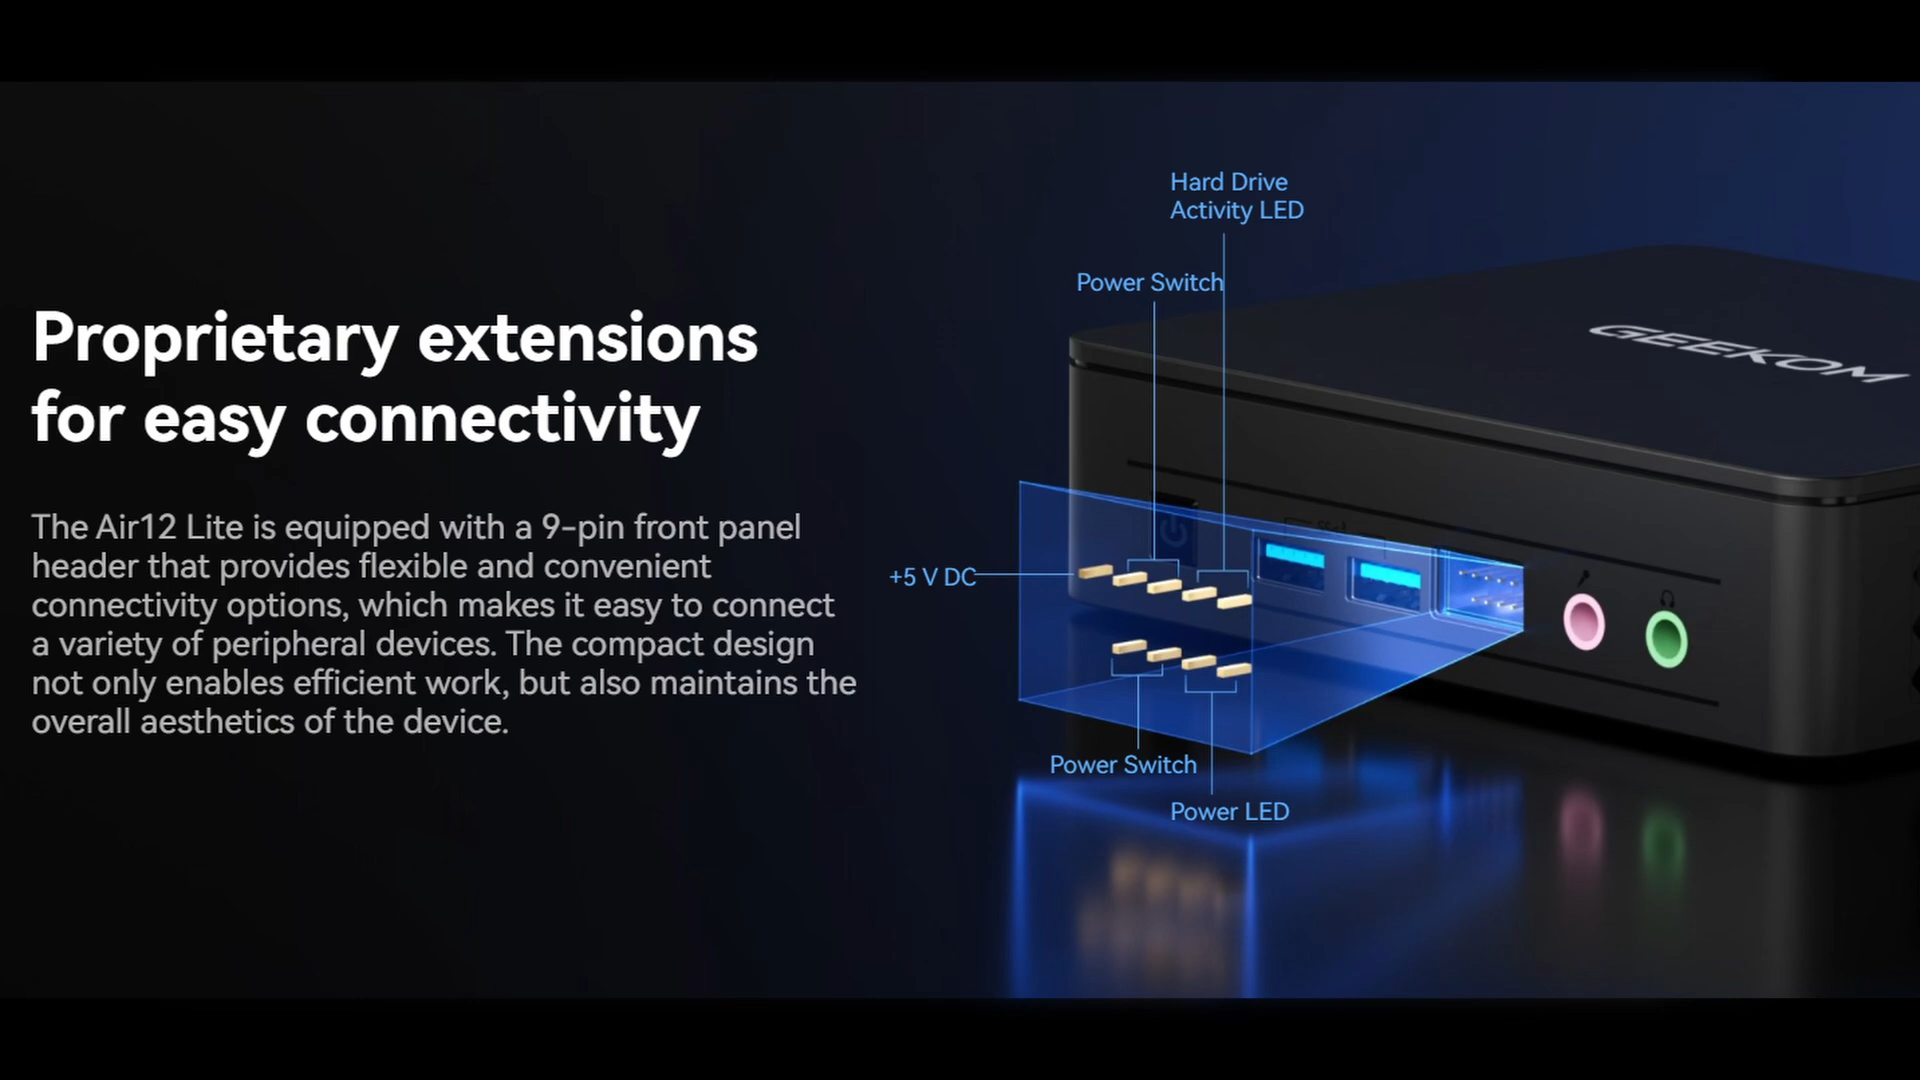 Proprietary extensions
for easy connectivity
The Air12 Lite is equipped with a 9-pin front panel
header that provides flexible and convenient
connectivity options, which makes it easy to connect
a variety of peripheral devices. The compact design
not only enables efficient work, but also maintains the
overall aesthetics of the device.
Hard Drive
Activity LED
Power Switch
+5 V DC
Power Switch
Power LED
GEEKOM